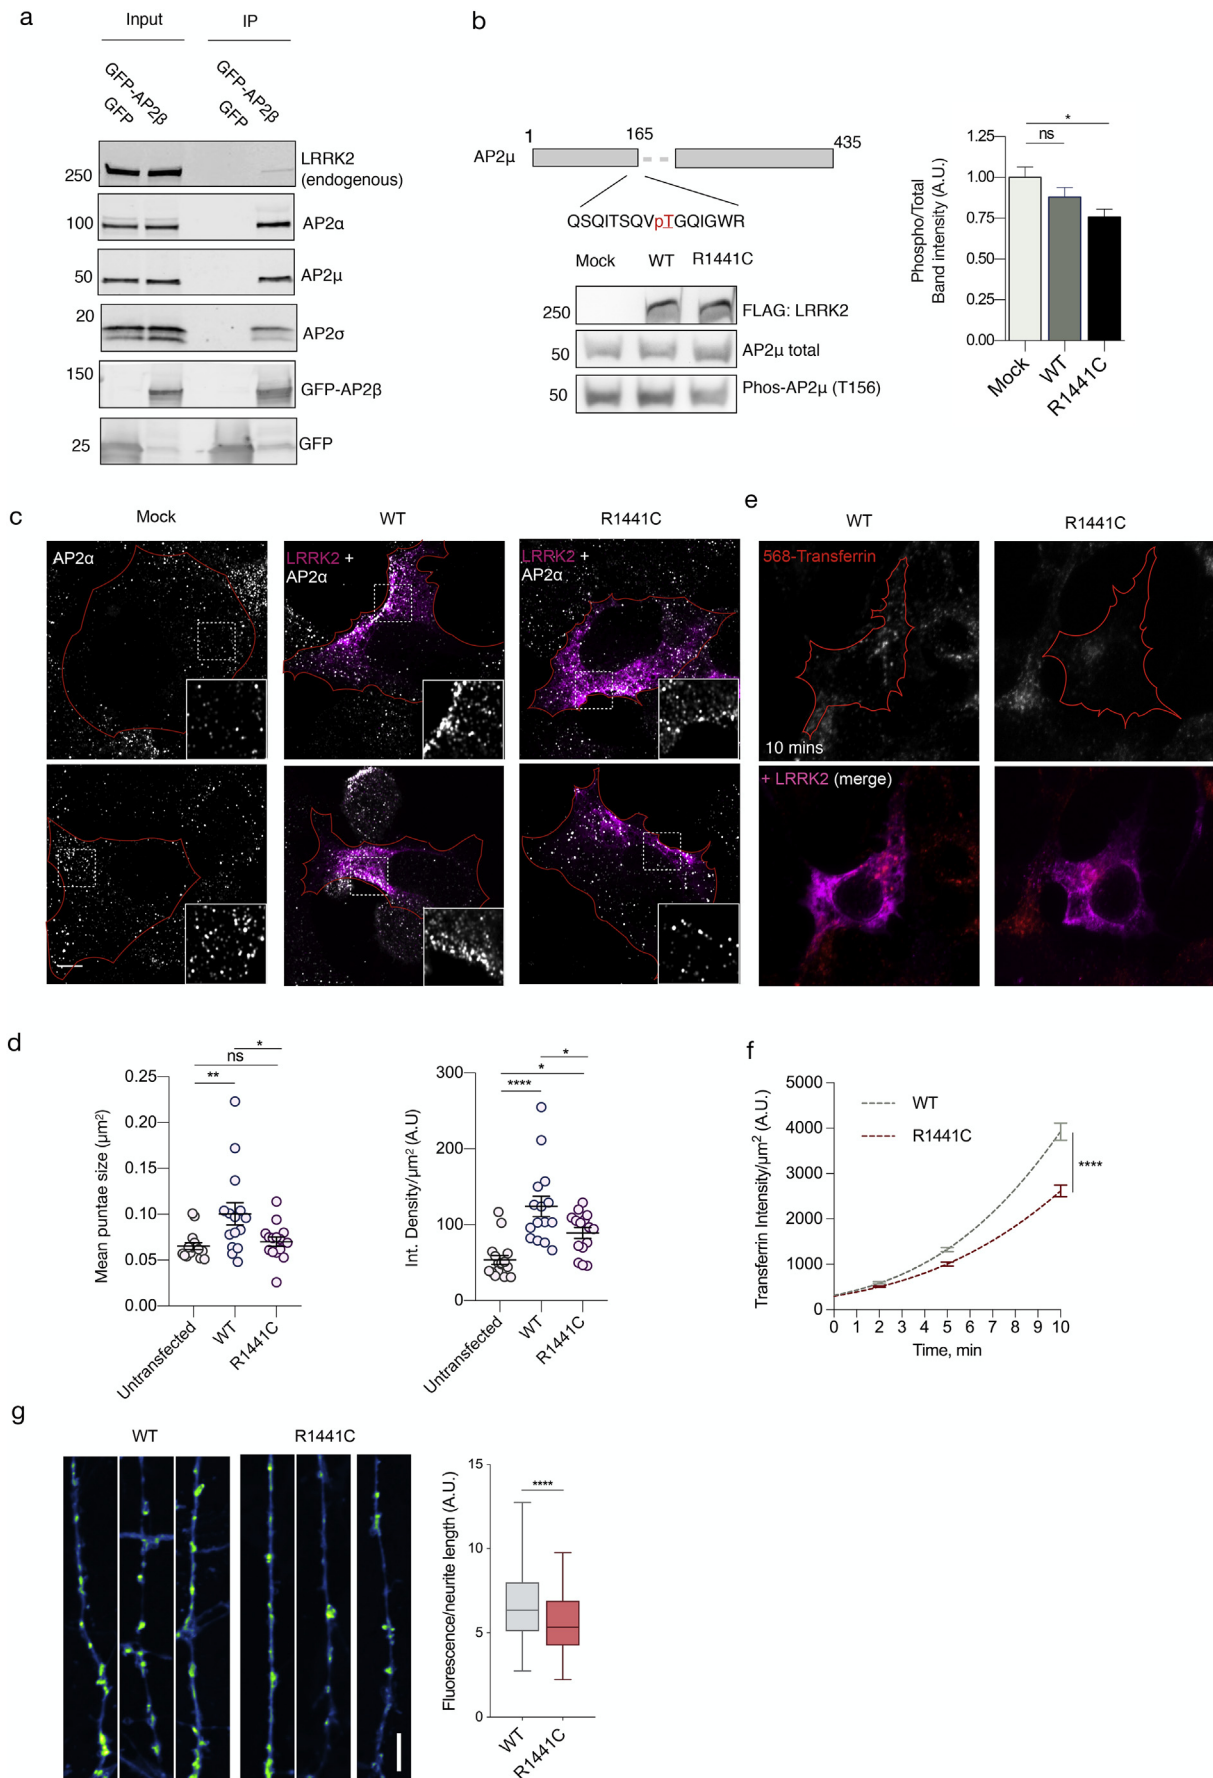 a
Input
IP
GFP-AP2β
GFP-AP2β
GFP
GFP
250
LRRK2
(endogenous)
100
AP2α
50
AP2μ
20
AP2σ
150
GFP-AP2β
25
GFP
b
1
165
435
AP2μ
QSQITSQVpTGQIGWR
Mock
WT
R1441C
250
FLAG: LRRK2
50
AP2μ total
50
Phos-AP2μ (T156)
*
ns
1.25
1.00
0.75
0.50
0.25
0.00
Phospho/Total
Band intensity (A.U.)
Mock
WT
R1441C
c
Mock
WT
R1441C
AP2α
LRRK2 +
AP2α
LRRK2 +
AP2α
e
WT
R1441C
568-Transferrin
10 mins
+ LRRK2 (merge)
d
*
ns
**
0.25
0.20
0.15
0.10
0.05
0.00
Mean puntae size (μm²)
Untransfected
WT
R1441C
*
*
****
300
200
100
0
Int. Density/μm² (A.U)
Untransfected
WT
R1441C
f
5000
4000
3000
2000
1000
0
Transferrin Intensity/μm² (A.U.)
WT
R1441C
****
0 1 2 3 4 5 6 7 8 9 10
Time, min
g
WT
R1441C
15
10
5
0
Fluorescence/neurite length (A.U.)
****
WT
R1441C